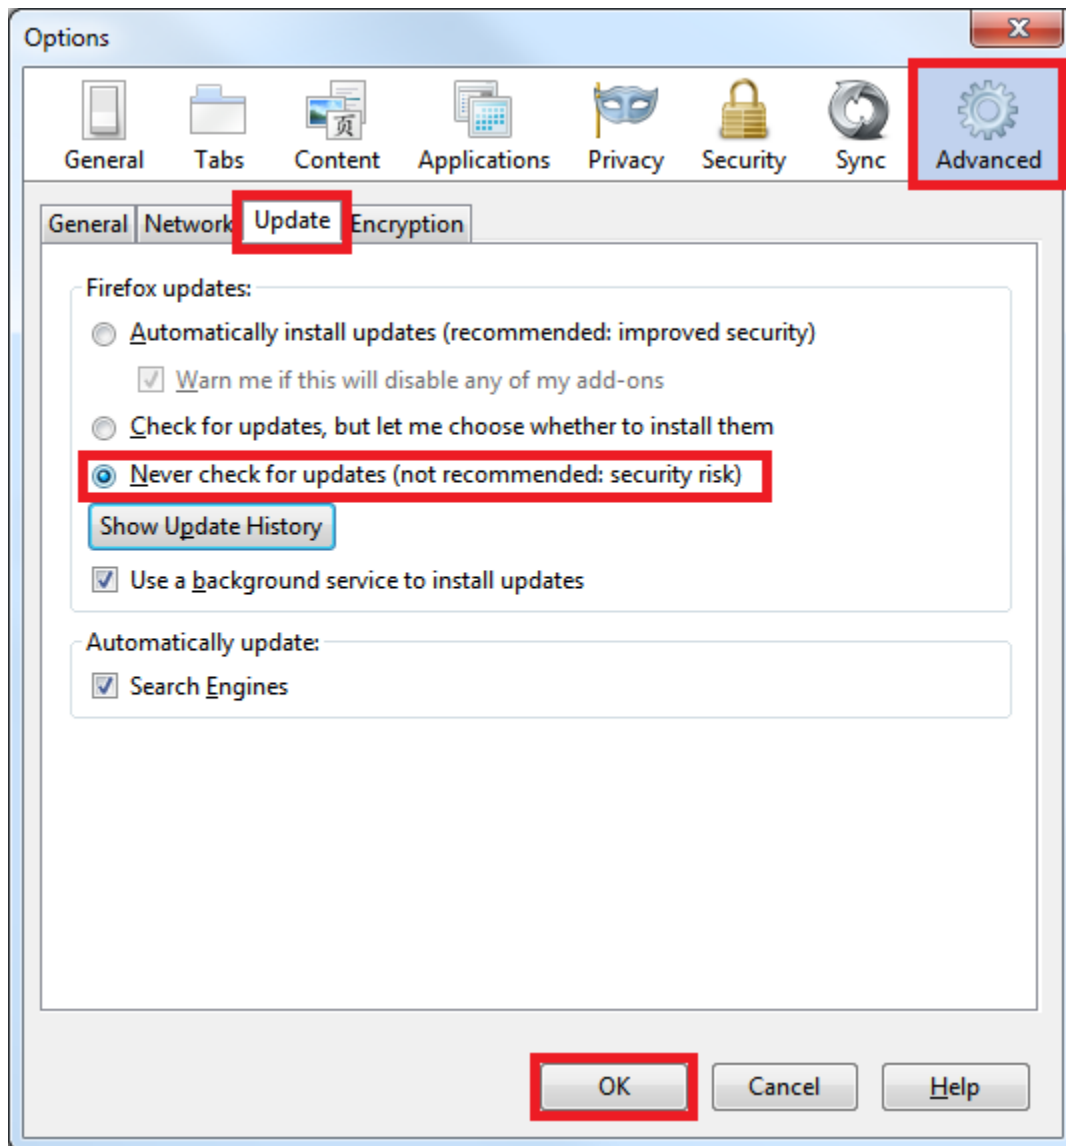 Options
General Tabs Content Applications Privacy Security Sync Advanced
页
General Network Update Encryption
Firefox updates:
Automatically install updates (recommended: improved security)
Warn me if this will disable any of my add-ons
Check for updates, but let me choose whether to install them
Never check for updates (not recommended: security risk)
Show Update History
Use a background service to install updates
Automatically update:
Search Engines
OK Cancel Help